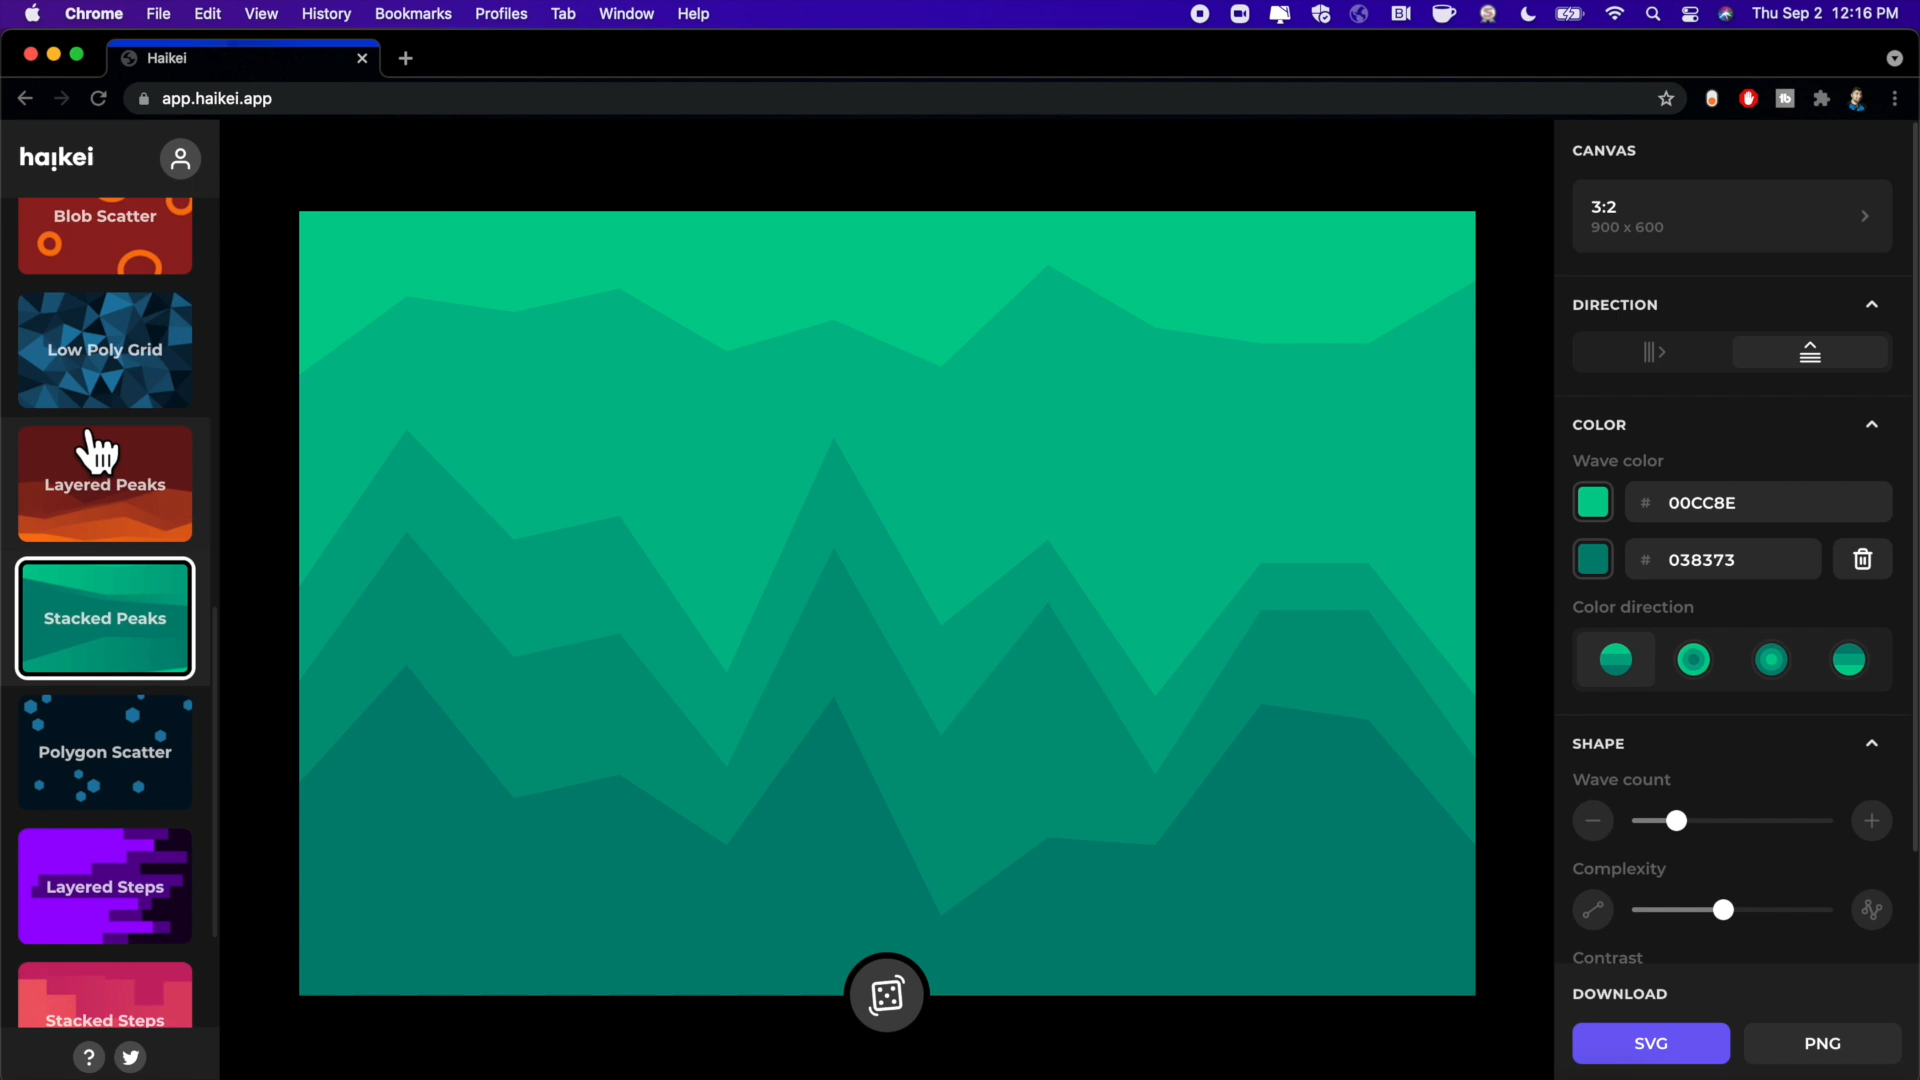 Chrome File Edit View History Bookmarks Profiles Tab Window Help
Thu Sep 2 12:16 PM
Haikei
app.haikei.app
haikei
Blob Scatter
Low Poly Grid
Layered Peaks
Stacked Peaks
Polygon Scatter
Layered Steps
Stacked Steps
?
CANVAS
3:2
900 x 600
DIRECTION
COLOR
Wave color
# 00CC8E
# 038373
Color direction
SHAPE
Wave count
Complexity
Contrast
DOWNLOAD
SVG
PNG